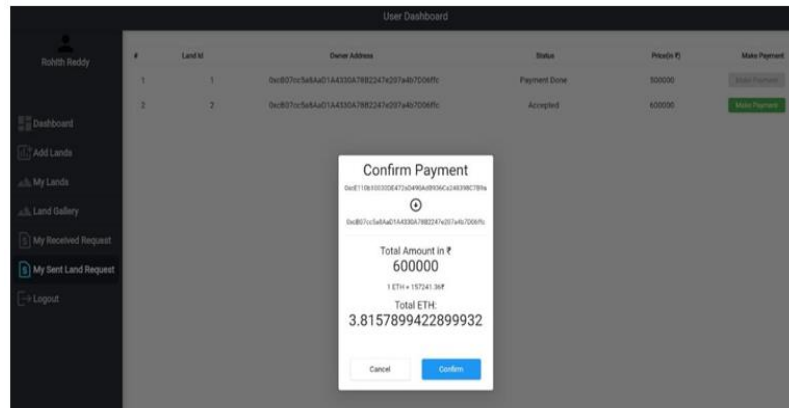 User Dashboard
Rohith Reddy
Dashboard
Add Lands
My Lands
Land Gallery
My Received Request
My Sent Land Request
Logout
# Land Id Owner Address Status Price(in ₹) Make Payment
1 1 Payment Done 500000 Make Payment
2 2 Accepted 600000 Make Payment
Confirm Payment
Total Amount in ₹
600000
1 ETH = 157241.36₹
Total ETH:
3.8157899422899932
Cancel Confirm